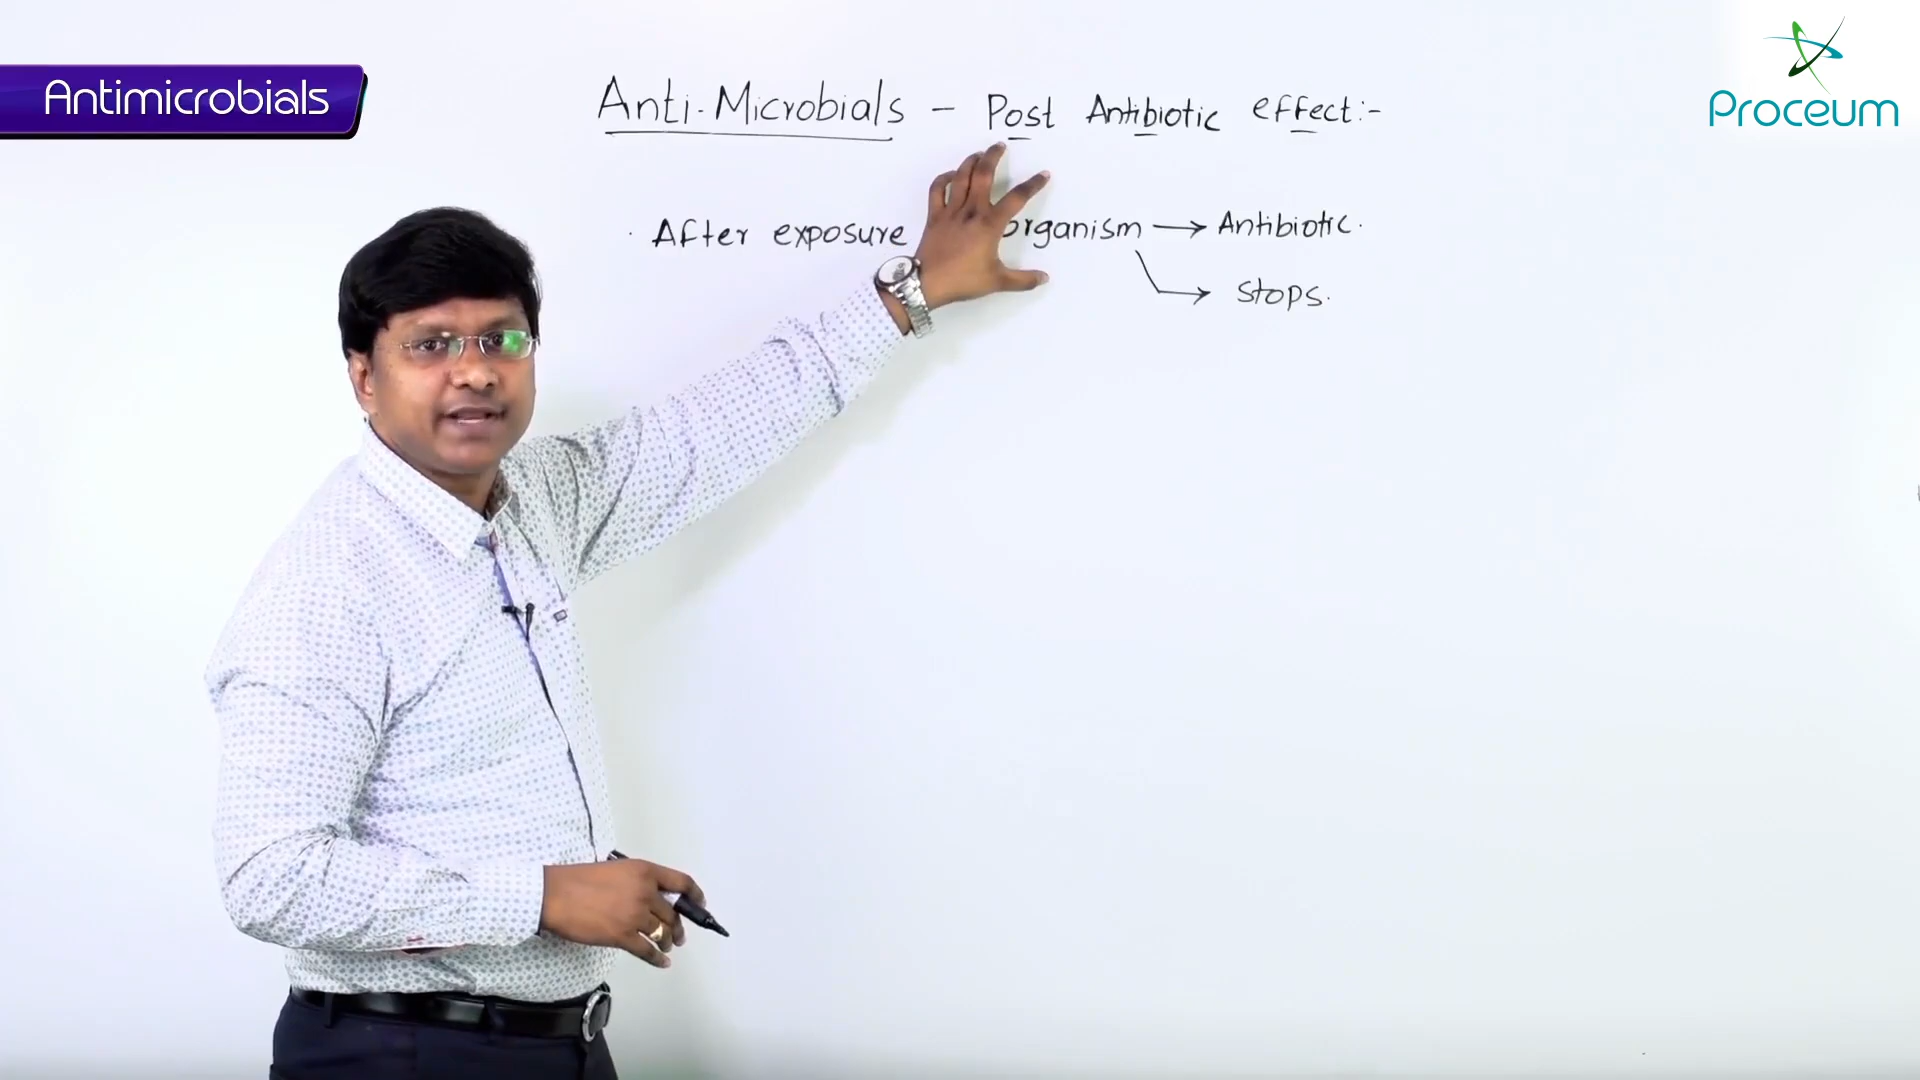 Antimicrobials
Proceum
Anti-Microbials - Post Antibiotic effect:-
· After exposure organism → Antibiotic.
→ stops.